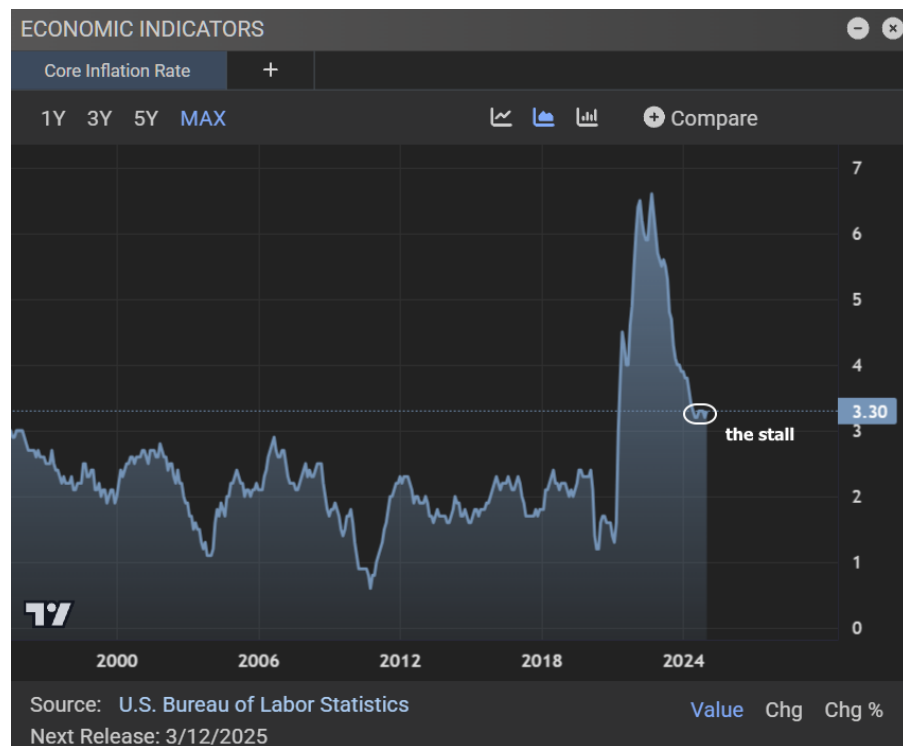 ECONOMIC INDICATORS
Core Inflation Rate +
1Y 3Y 5Y MAX Compare
7
6
5
4
3.30
3
the stall
2
1
0
2000 2006 2012 2018 2024
Source: U.S. Bureau of Labor Statistics
Value Chg Chg %
Next Release: 3/12/2025